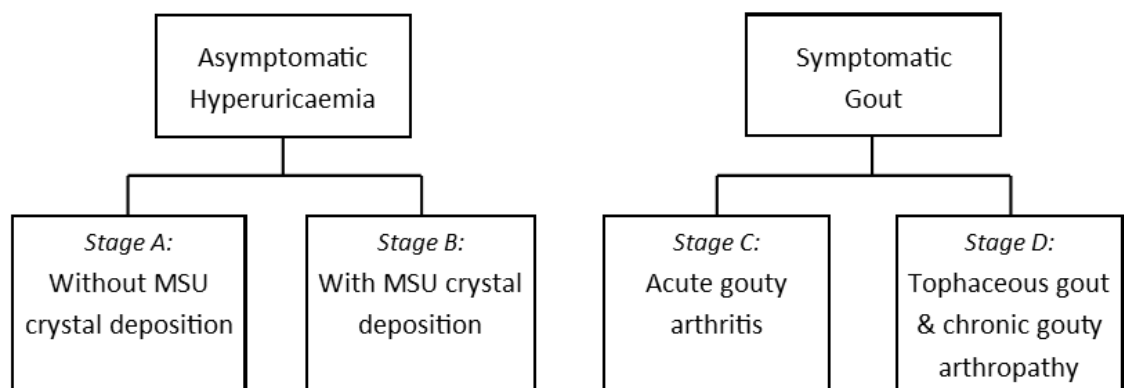 Asymptomatic
Hyperuricaemia
Symptomatic
Gout
Stage A:
Without MSU
crystal deposition
Stage B:
With MSU crystal
deposition
Stage C:
Acute gouty
arthritis
Stage D:
Tophaceous gout
& chronic gouty
arthropathy